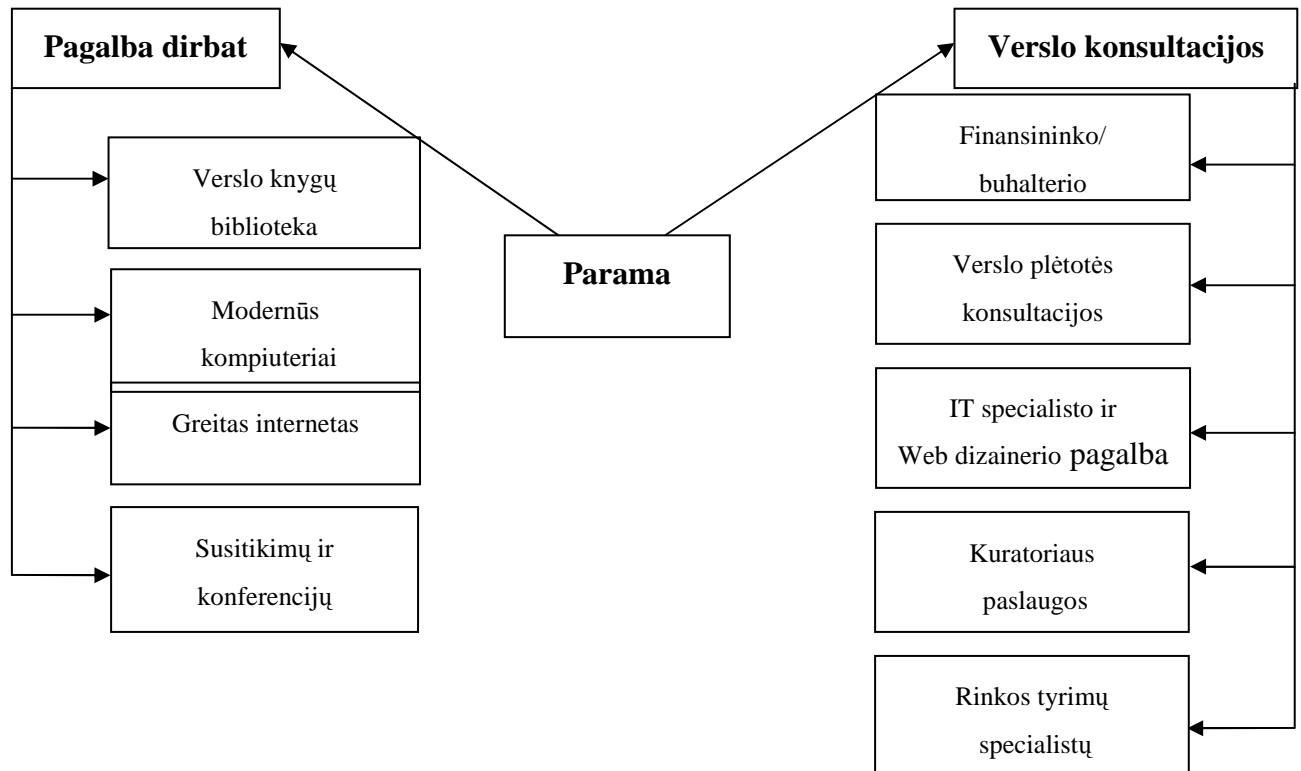 Pagalba dirbat
Verslo knygų
biblioteka
Modernūs
kompiuteriai
Greitas internetas
Susitikimų ir
konferencijų
Parama
Verslo konsultacijos
Finansininko/
buhalterio
Verslo plėtotės
konsultacijos
IT specialisto ir
Web dizainerio pagalba
Kuratoriaus
paslaugos
Rinkos tyrimų
specialistų